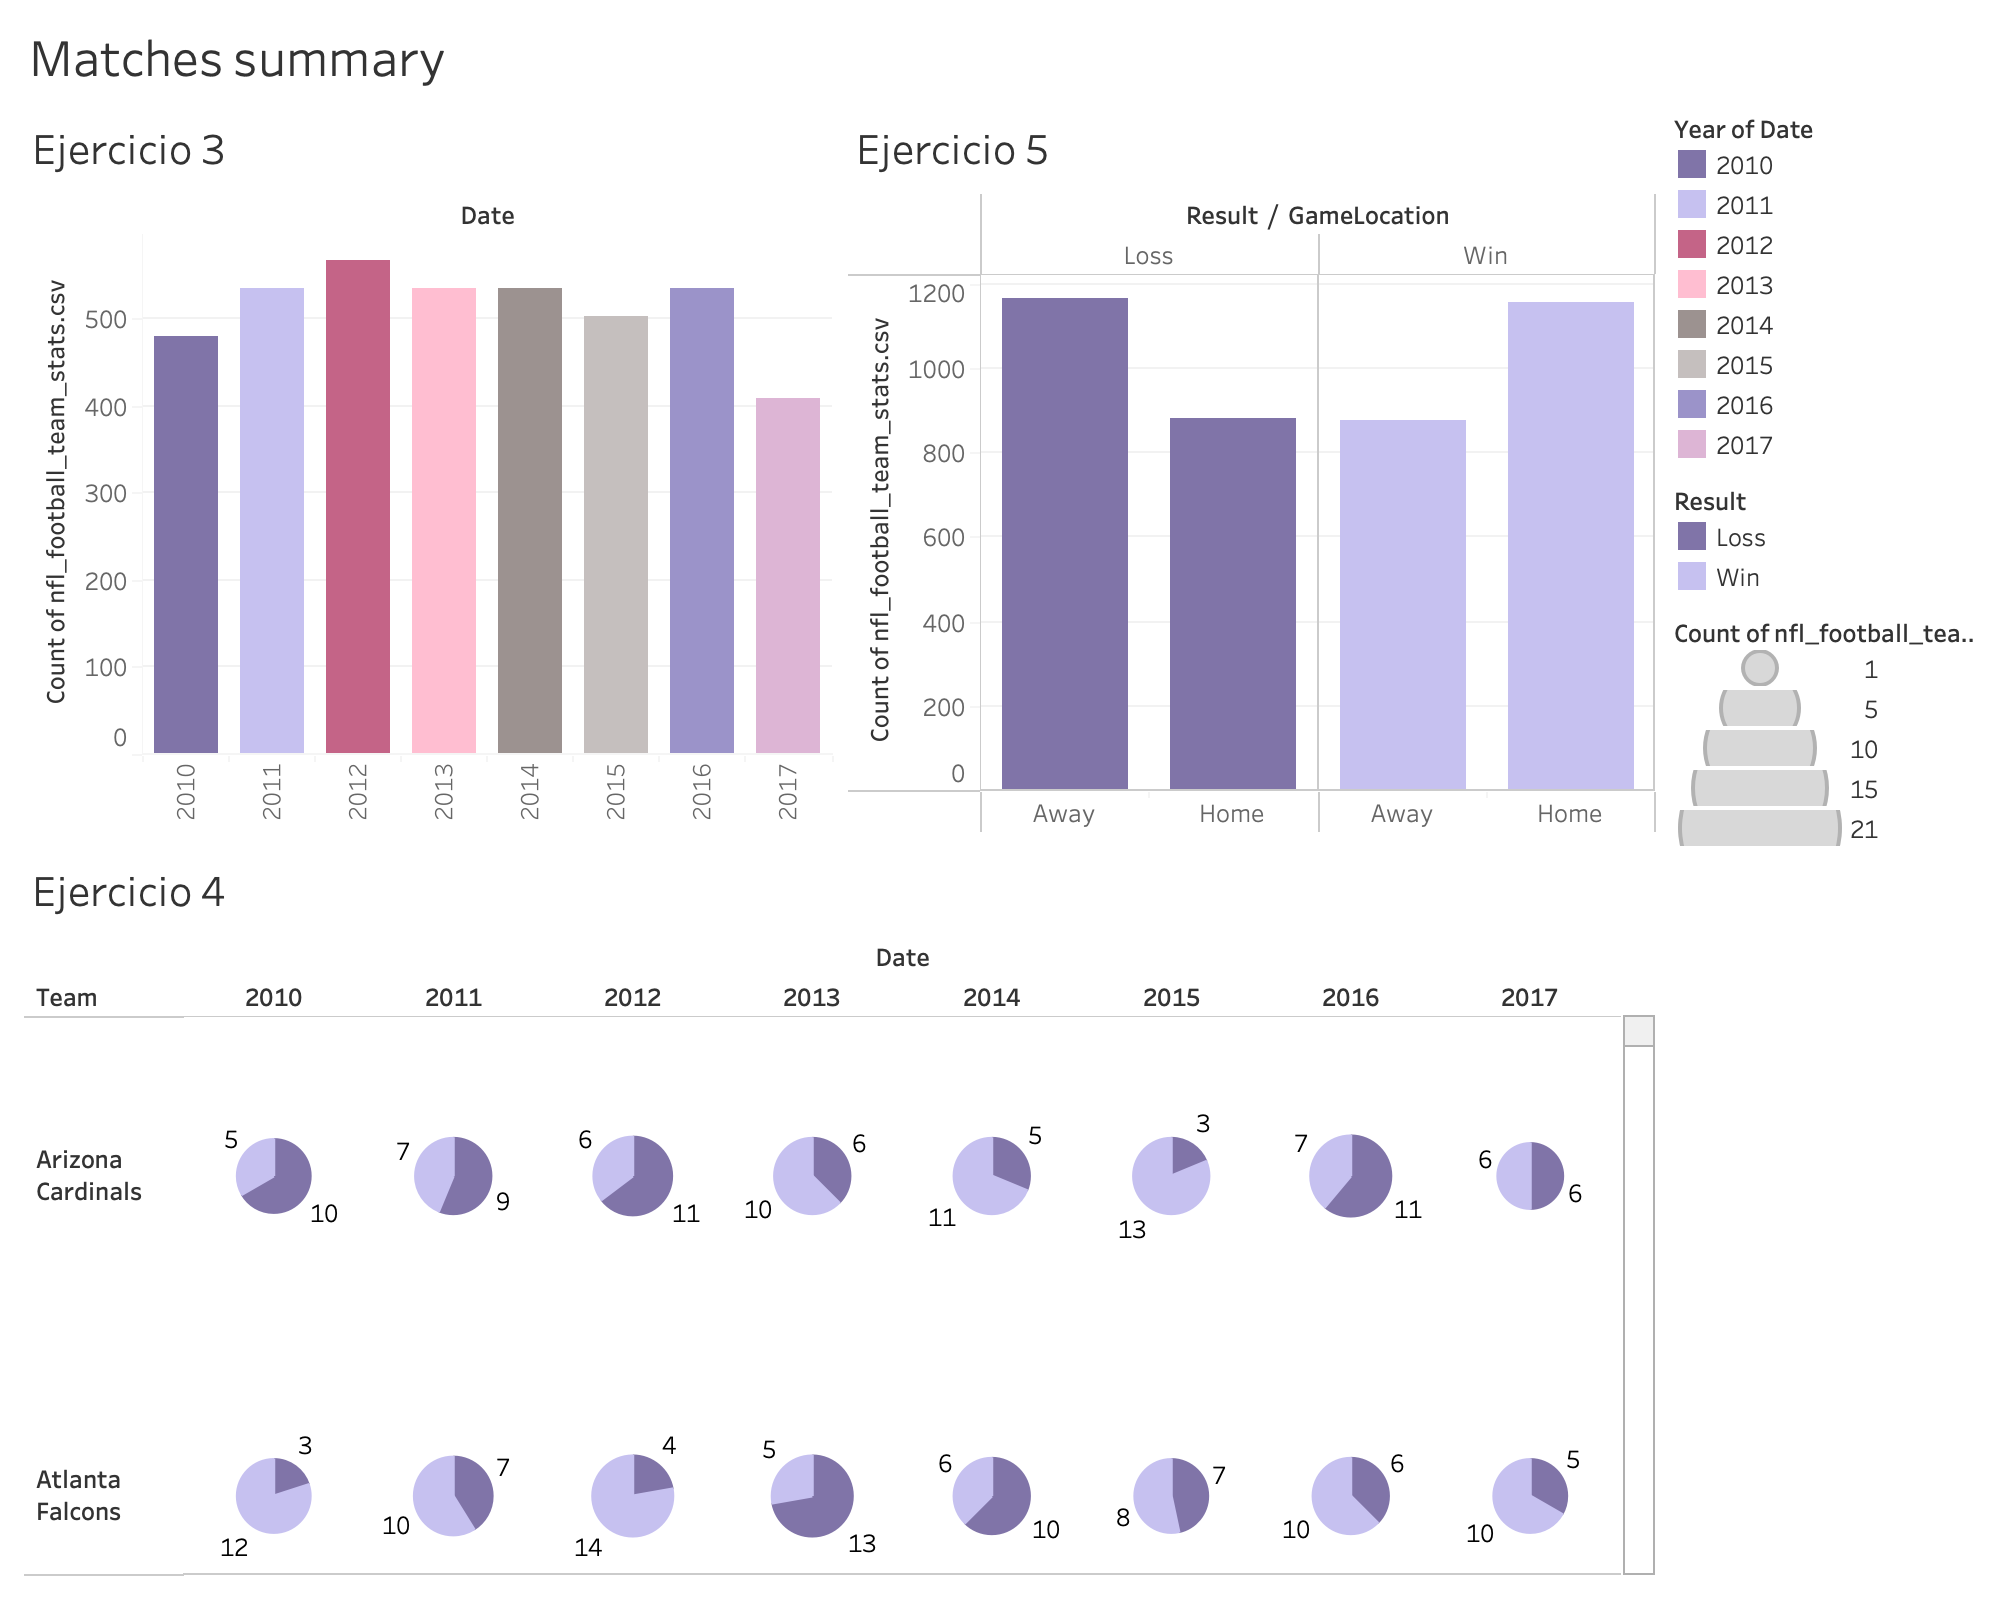 Matches summary
Ejercicio 3
Date
Count of nfl_football_team_stats.csv
500
400
300
200
100
0
2010 2011 2012 2013 2014 2015 2016 2017
Ejercicio 5
Result / GameLocation
Loss Win
Count of nfl_football_team_stats.csv
1200
1000
800
600
400
200
0
Away Home Away Home
Year of Date
2010
2011
2012
2013
2014
2015
2016
2017
Result
Loss
Win
Count of nfl_football_tea..
1
5
10
15
21
Ejercicio 4
Date
Team 2010 2011 2012 2013 2014 2015 2016 2017
Arizona
Cardinals
5 10
7 9
6 11
6 10
5 11
3 13
7 11
6 6
Atlanta
Falcons
3 12
7 10
4 14
5 13
6 10
7 8
6 10
5 10